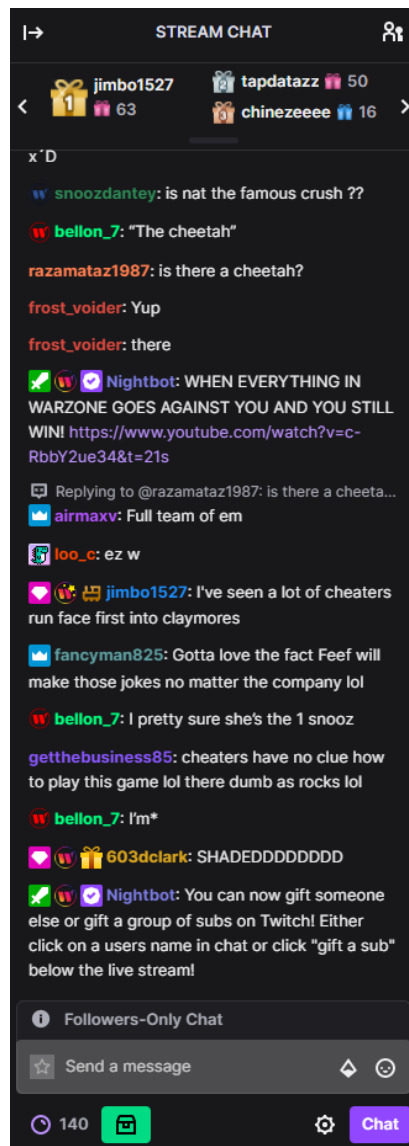 STREAM CHAT
1 jimbo1527
63
2 tapdatazz 50
3 chinezeeee 16
x´D
snoozdantey: is nat the famous crush ??
bellon_7: “The cheetah”
razamataz1987: is there a cheetah?
frost_voider: Yup
frost_voider: there
Nightbot: WHEN EVERYTHING IN
WARZONE GOES AGAINST YOU AND YOU STILL
WIN! https://www.youtube.com/watch?v=c-
RbbY2ue34&t=21s
Replying to @razamataz1987: is there a cheeta...
airmaxv: Full team of em
loo_c: ez w
jimbo1527: I've seen a lot of cheaters
run face first into claymores
fancyman825: Gotta love the fact Feef will
make those jokes no matter the company lol
bellon_7: I pretty sure she’s the 1 snooz
getthebusiness85: cheaters have no clue how
to play this game lol there dumb as rocks lol
bellon_7: I’m*
603dclark: SHADEDDDDDDDD
Nightbot: You can now gift someone
else or gift a group of subs on Twitch! Either
click on a users name in chat or click "gift a sub"
below the live stream!
Followers-Only Chat
Send a message
140
Chat